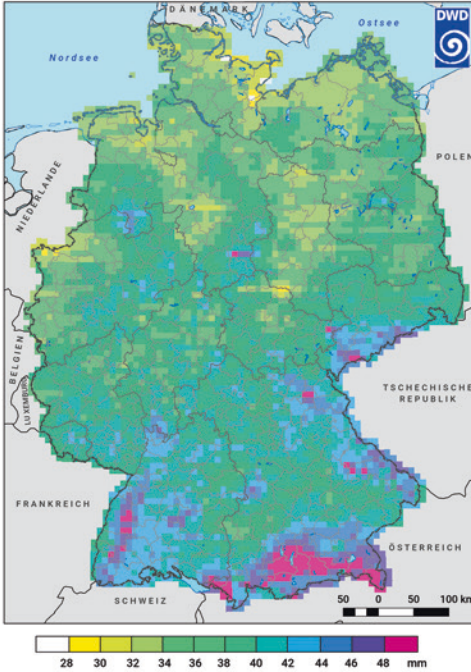 DÄNEMARK
DWD
Nordsee
Ostsee
POLEN
NIEDERLANDE
BELGIEN
LUXEMBURG
TSCHECHISCHE
REPUBLIK
FRANKREICH
ÖSTERREICH
SCHWEIZ
50 0 50 100 km
28 30 32 34 36 38 40 42 44 46 48 mm